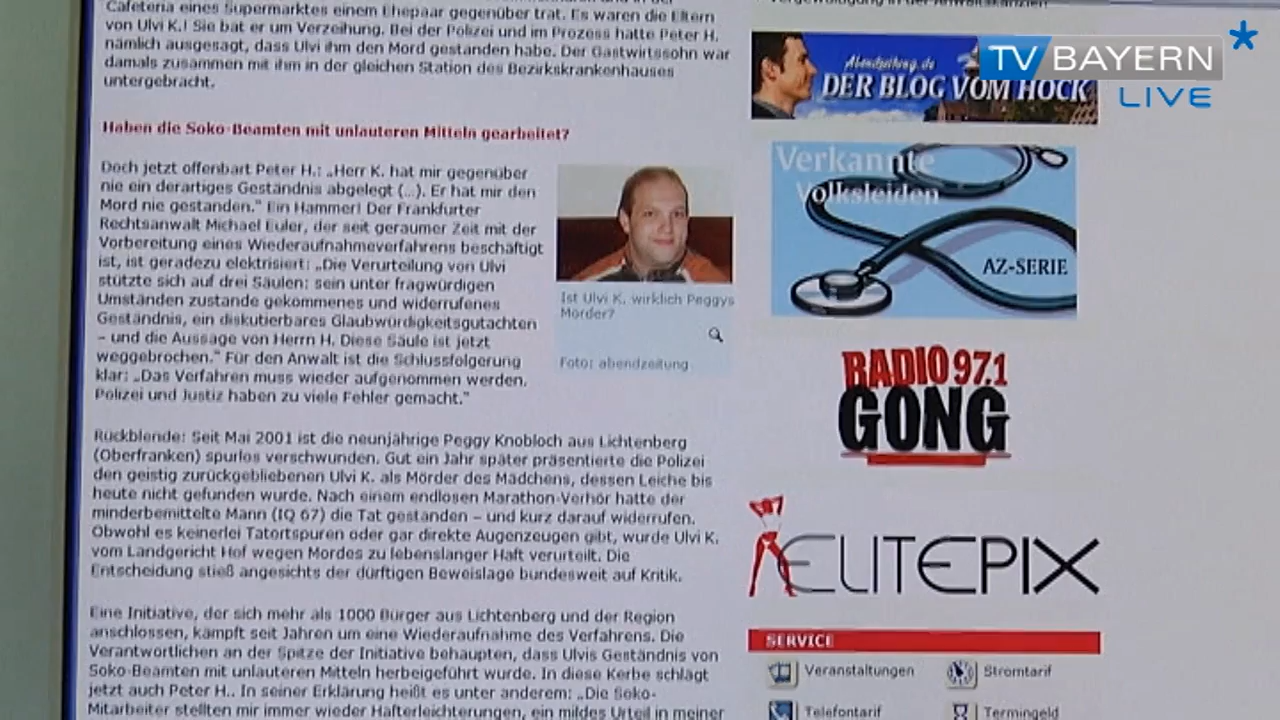 Cafeteria eines Supermarktes einem Ehepaar gegenüber trat. Es waren die Eltern
von Ulvi K.! Sie bat er um Verzeihung. Bei der Polizei und im Prozess hatte Peter H.
nämlich ausgesagt, dass Ulvi ihm den Mord gestanden habe. Der Gastwirtssohn war
damals zusammen mit ihm in der gleichen Station des Bezirkskrankenhauses
untergebracht.
Haben die Soko-Beamten mit unlauteren Mitteln gearbeitet?
Doch jetzt offenbart Peter H.: „Herr K. hat mir gegenüber
nie ein derartiges Geständnis abgelegt (...). Er hat mir den
Mord nie gestanden.“ Ein Hammer! Der Frankfurter
Rechtsanwalt Michael Euler, der seit geraumer Zeit mit der
Vorbereitung eines Wiederaufnahmeverfahrens beschäftigt
ist, ist geradezu elektrisiert: „Die Verurteilung von Ulvi
stützte sich auf drei Säulen: sein unter fragwürdigen
Umständen zustande gekommenes und widerrufenes
Geständnis, ein diskutierbares Glaubwürdigkeitsgutachten
– und die Aussage von Herrn H. Diese Säule ist jetzt
weggebrochen.“ Für den Anwalt ist die Schlussfolgerung
klar: „Das Verfahren muss wieder aufgenommen werden.
Polizei und Justiz haben zu viele Fehler gemacht.“
Ist Ulvi K. wirklich Peggys
Mörder?
Foto: abendzeitung
Rückblende: Seit Mai 2001 ist die neunjährige Peggy Knobloch aus Lichtenberg
(Oberfranken) spurlos verschwunden. Gut ein Jahr später präsentierte die Polizei
den geistig zurückgebliebenen Ulvi K. als Mörder des Mädchens, dessen Leiche bis
heute nicht gefunden wurde. Nach einem endlosen Marathon-Verhör hatte der
minderbemittelte Mann (IQ 67) die Tat gestanden – und kurz darauf widerrufen.
Obwohl es keinerlei Tatortspuren oder gar direkte Augenzeugen gibt, wurde Ulvi K.
vom Landgericht Hof wegen Mordes zu lebenslanger Haft verurteilt. Die
Entscheidung stieß angesichts der dürftigen Beweislage bundesweit auf Kritik.
Eine Initiative, der sich mehr als 1000 Bürger aus Lichtenberg und der Region
anschlossen, kämpft seit Jahren um eine Wiederaufnahme des Verfahrens. Die
Verantwortlichen an der Spitze der Initiative behaupten, dass Ulvis Geständnis von
Soko-Beamten mit unlauteren Mitteln herbeigeführt wurde. In diese Kerbe schlägt
jetzt auch Peter H.. In seiner Erklärung heißt es unter anderem: „Die Soko-
Mitarbeiter stellten mir immer wieder Hafterleichterungen, ein mildes Urteil in meiner
TV BAYERN
LIVE
Abendzeitung.de
DER BLOG VOM HOCK
Verkannte
Volksleiden
AZ-SERIE
RADIO 97.1
GONG
ELITEPIX
SERVICE
Veranstaltungen
Stromtarif
Telefontarif
Termingeld